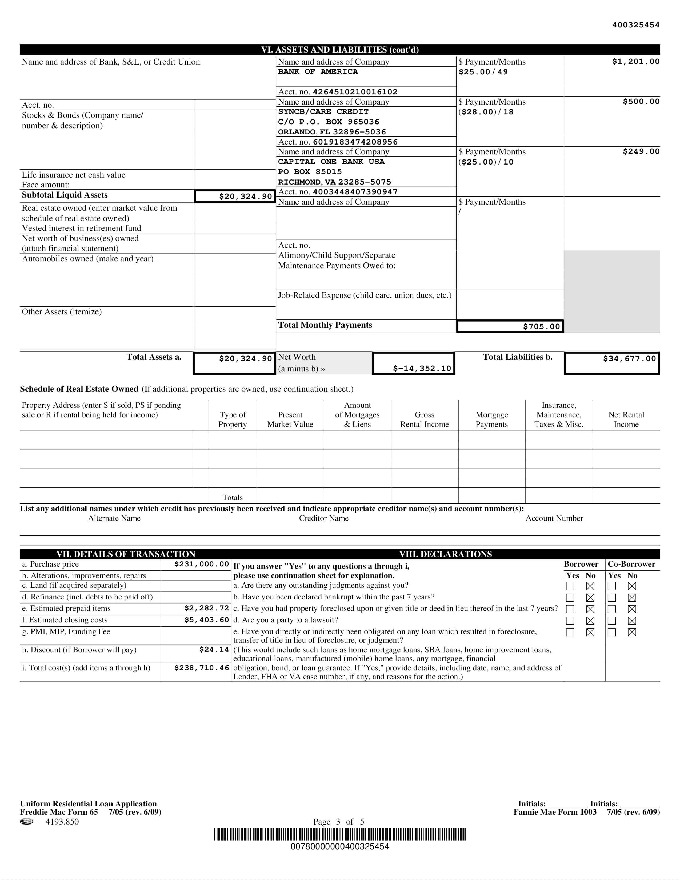 400325454
VI. ASSETS AND LIABILITIES (cont'd)
Name and address of Bank, S&L, or Credit Union
Acct. no.
Stocks & Bonds (Company name/
number & description)
Life insurance net cash value
Face amount:
Subtotal Liquid Assets $20,324.90
Real estate owned (enter market value from
schedule of real estate owned)
Vested interest in retirement fund
Net worth of business(es) owned
(attach financial statement)
Automobiles owned (make and year)
Other Assets (itemize)
Total Assets a. $20,324.90
Name and address of Company $ Payment/Months $1,201.00
BANK OF AMERICA $25.00/49
Acct. no. 4264510210016102
Name and address of Company $ Payment/Months $500.00
SYNCB/CARE CREDIT ($28.00)/18
C/O P.O. BOX 965036
ORLANDO, FL 32896-5036
Acct. no. 6019183474208956
Name and address of Company $ Payment/Months $249.00
CAPITAL ONE BANK USA ($25.00)/10
PO BOX 85015
RICHMOND, VA 23285-5075
Acct. no. 4003448407390947
Name and address of Company $ Payment/Months
/
Acct. no.
Alimony/Child Support/Separate
Maintenance Payments Owed to:
Job-Related Expense (child care, union dues, etc.)
Total Monthly Payments $705.00
Net Worth
(a minus b) » $-14,352.10
Total Liabilities b. $34,677.00
Schedule of Real Estate Owned (If additional properties are owned, use continuation sheet.)
Property Address (enter S if sold, PS if pending
sale or R if rental being held for income)
Type of
Property
Present
Market Value
Amount
of Mortgages
& Liens
Gross
Rental Income
Mortgage
Payments
Insurance,
Maintenance,
Taxes & Misc.
Net Rental
Income
Totals
List any additional names under which credit has previously been received and indicate appropriate creditor name(s) and account number(s):
Alternate Name Creditor Name Account Number
VII. DETAILS OF TRANSACTION
a. Purchase price $231,000.00
b. Alterations, improvements, repairs
c. Land (if acquired separately)
d. Refinance (incl. debts to be paid off)
e. Estimated prepaid items $2,282.72
f. Estimated closing costs $5,403.60
g. PMI, MIP, Funding Fee
h. Discount (if Borrower will pay) $24.14
i. Total cost(s) (add items a through h) $238,710.46
VIII. DECLARATIONS
If you answer "Yes" to any questions a through i,
please use continuation sheet for explanation.
Borrower Co-Borrower
Yes No Yes No
a. Are there any outstanding judgments against you?
b. Have you been declared bankrupt within the past 7 years?
c. Have you had property foreclosed upon or given title or deed in lieu thereof in the last 7 years?
d. Are you a party to a lawsuit?
e. Have you directly or indirectly been obligated on any loan which resulted in foreclosure,
transfer of title in lieu of foreclosure, or judgment?
(This would include such loans as home mortgage loans, SBA loans, home improvement loans,
educational loans, manufactured (mobile) home loans, any mortgage, financial
obligation, bond, or loan guarantee. If "Yes," provide details, including date, name, and address of
Lender, FHA or VA case number, if any, and reasons for the action.)
Uniform Residential Loan Application
Freddie Mac Form 65 7/05 (rev. 6/09)
4193.850
Page 3 of 5
Initials: Initials:
Fannie Mae Form 1003 7/05 (rev. 6/09)
00780000000400325454